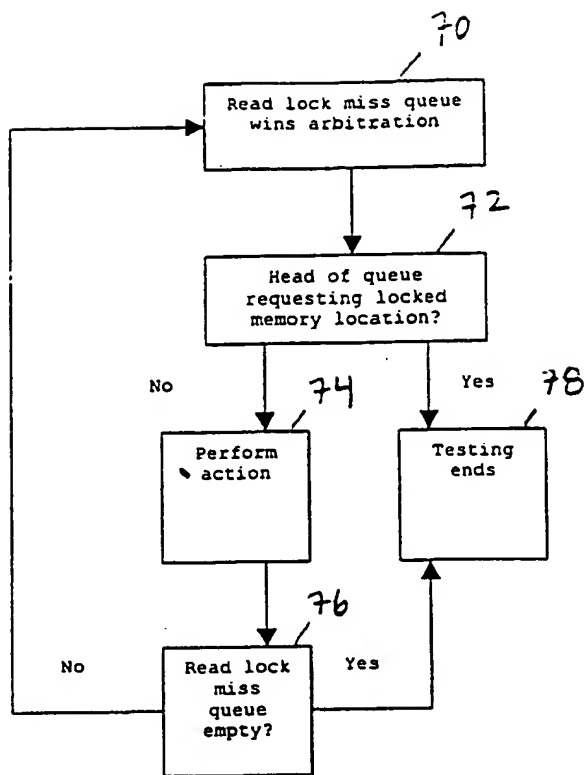 70
Read lock miss queue
wins arbitration
72
Head of queue
requesting locked
memory location?
No
74
Yes
78
Perform
action
Testing
ends
76
No
Read lock
miss
queue
empty?
Yes